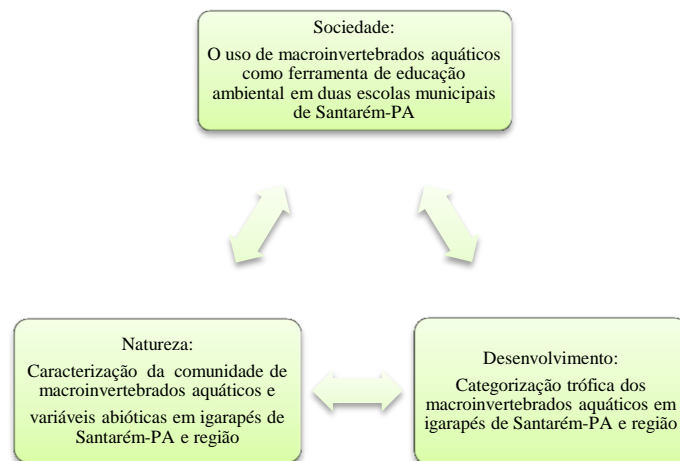 Sociedade:
O uso de macroinvertebrados aquáticos
como ferramenta de educação
ambiental em duas escolas municipais
de Santarém-PA
Natureza:
Caracterização da comunidade de
macroinvertebrados aquáticos e
variáveis abióticas em igarapés de
Santarém-PA e região
Desenvolvimento:
Categorização trófica dos
macroinvertebrados aquáticos em
igarapés de Santarém-PA e região